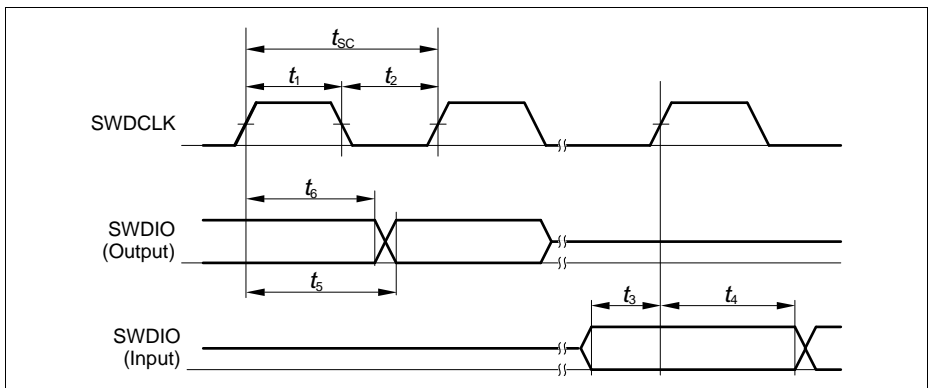 tSC
t1 t2
SWDCLK
t6
SWDIO
(Output)
t5
t3 t4
SWDIO
(Input)